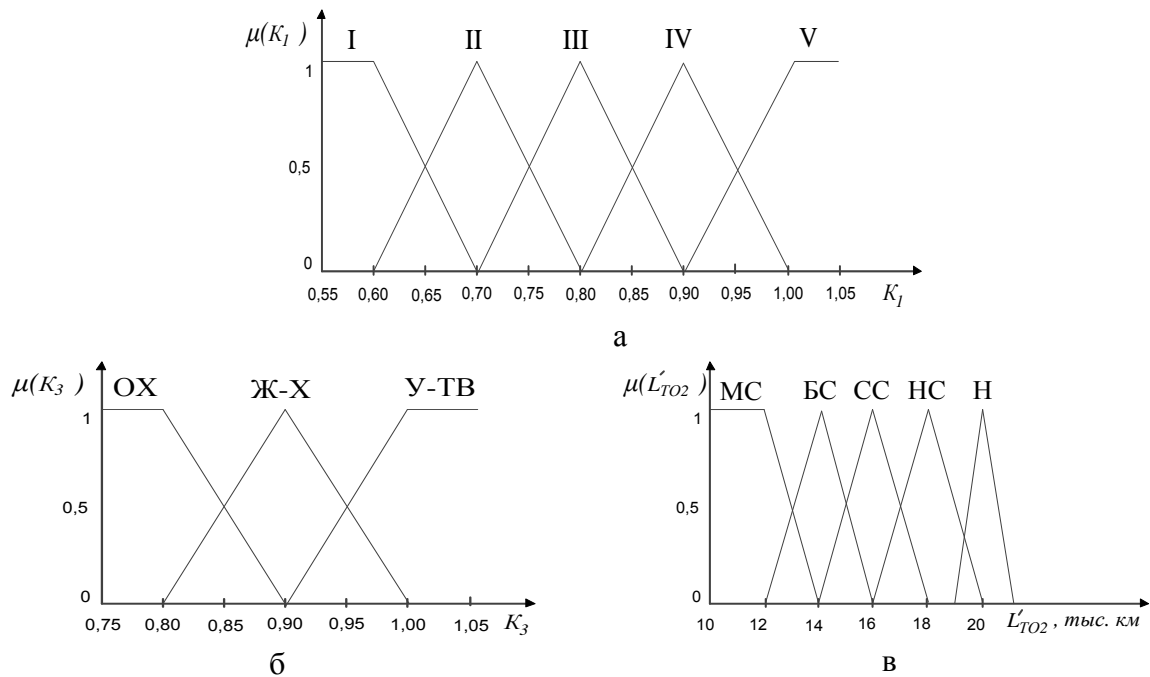 μ(K₁ ) I II III IV V
1
0,5
0
0,55 0,60 0,65 0,70 0,75 0,80 0,85 0,90 0,95 1,00 1,05 K₁
а
μ(K₃ ) ОХ Ж-Х У-ТВ
1
0,5
0
0,75 0,80 0,85 0,90 0,95 1,00 1,05 K₃
б
μ(L′ТО2 ) МС БС СС НС Н
1
0,5
0
10 12 14 16 18 20 L′ТО2 , тыс. км
в